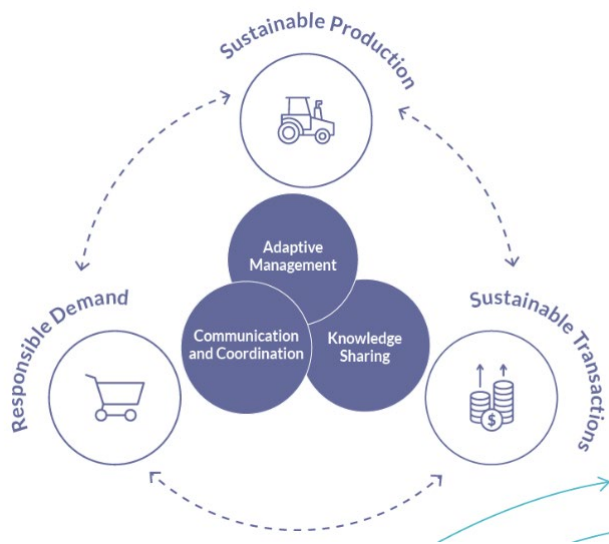 Sustainable Production
Adaptive
Management
Responsible Demand
Sustainable Transactions
Communication
and Coordination
Knowledge
Sharing
$